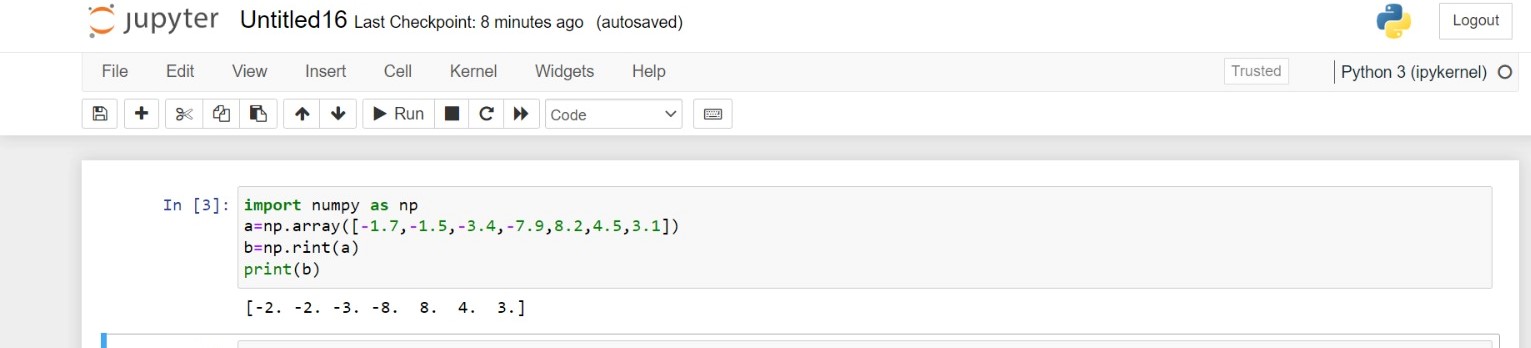 jupyter Untitled16 Last Checkpoint: 8 minutes ago (autosaved) Logout
File Edit View Insert Cell Kernel Widgets Help Trusted Python 3 (ipykernel)
Run Code
In [3]: import numpy as np
a=np.array([-1.7,-1.5,-3.4,-7.9,8.2,4.5,3.1])
b=np.rint(a)
print(b)
[-2. -2. -3. -8.  8.  4.  3.]